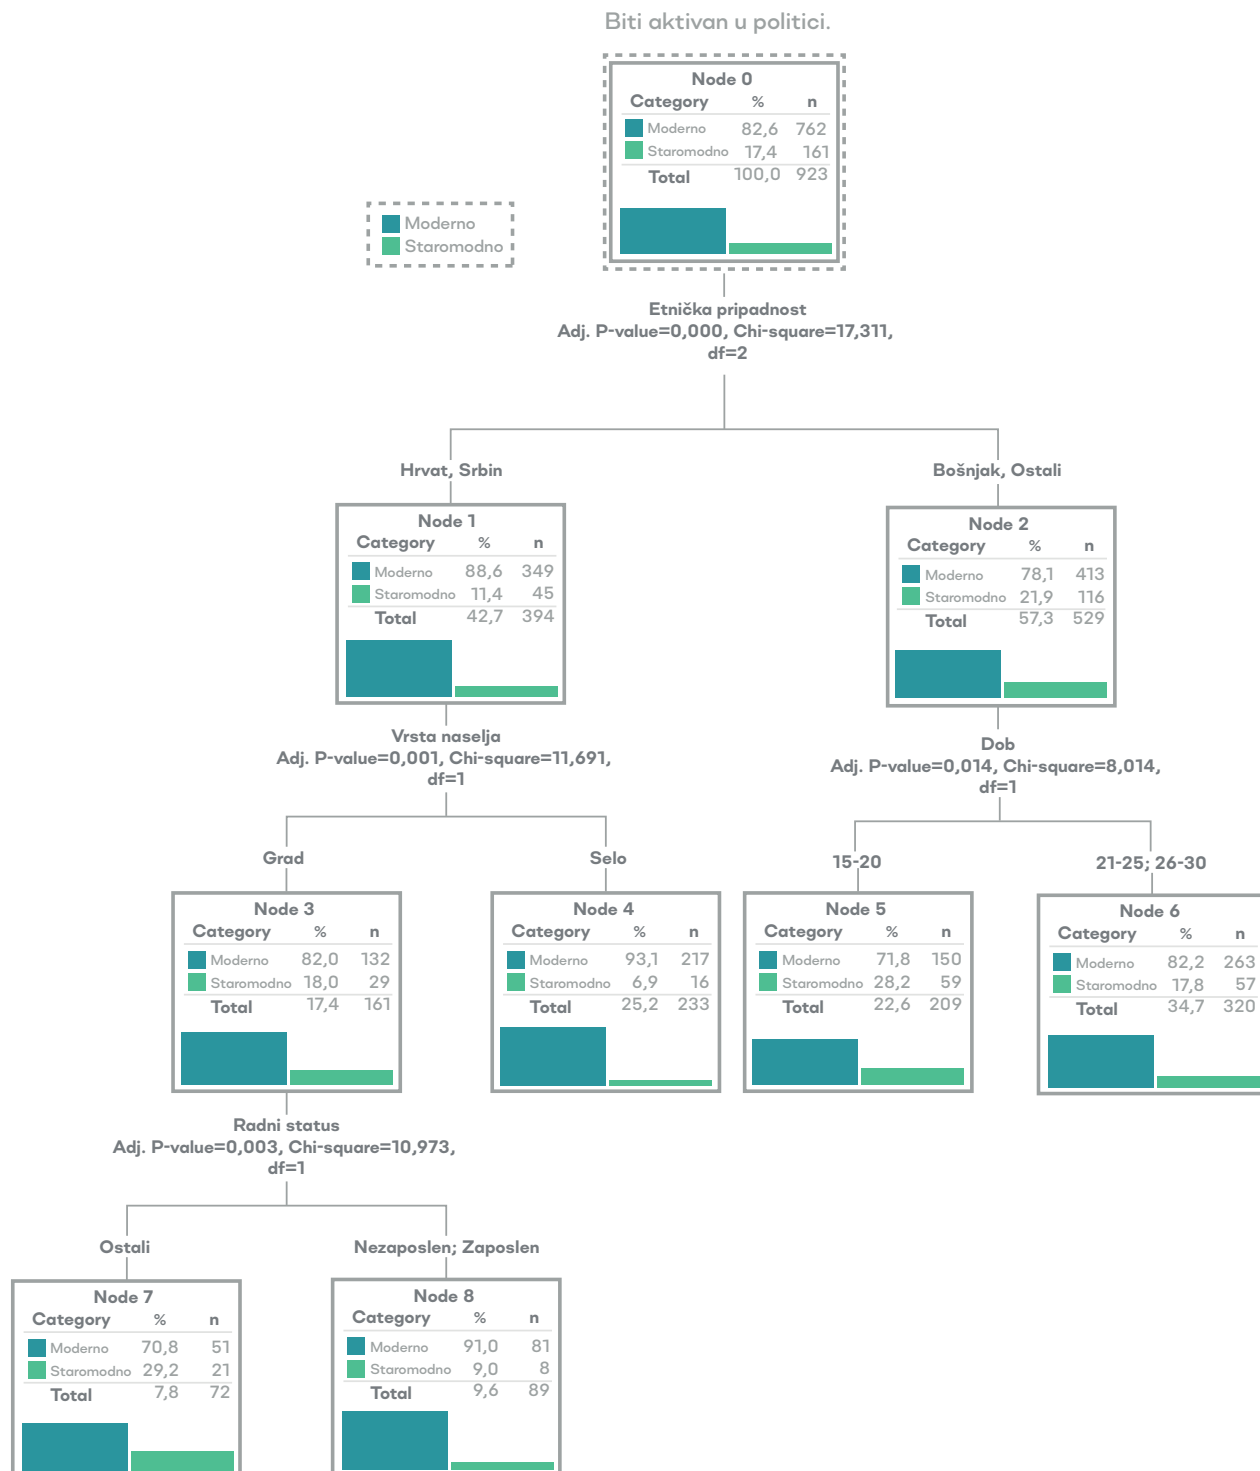 Biti aktivan u politici.
Node 0
Category % n
Moderno 82,6 762
Staromodno 17,4 161
Total 100,0 923
Moderno
Staromodno
Etnička pripadnost
Adj. P-value=0,000, Chi-square=17,311,
df=2
Hrvat, Srbin
Bošnjak, Ostali
Node 1
Category % n
Moderno 88,6 349
Staromodno 11,4 45
Total 42,7 394
Node 2
Category % n
Moderno 78,1 413
Staromodno 21,9 116
Total 57,3 529
Vrsta naselja
Adj. P-value=0,001, Chi-square=11,691,
df=1
Dob
Adj. P-value=0,014, Chi-square=8,014,
df=1
Grad
Selo
15-20
21-25; 26-30
Node 3
Category % n
Moderno 82,0 132
Staromodno 18,0 29
Total 17,4 161
Node 4
Category % n
Moderno 93,1 217
Staromodno 6,9 16
Total 25,2 233
Node 5
Category % n
Moderno 71,8 150
Staromodno 28,2 59
Total 22,6 209
Node 6
Category % n
Moderno 82,2 263
Staromodno 17,8 57
Total 34,7 320
Radni status
Adj. P-value=0,003, Chi-square=10,973,
df=1
Ostali
Nezaposlen; Zaposlen
Node 7
Category % n
Moderno 70,8 51
Staromodno 29,2 21
Total 7,8 72
Node 8
Category % n
Moderno 91,0 81
Staromodno 9,0 8
Total 9,6 89